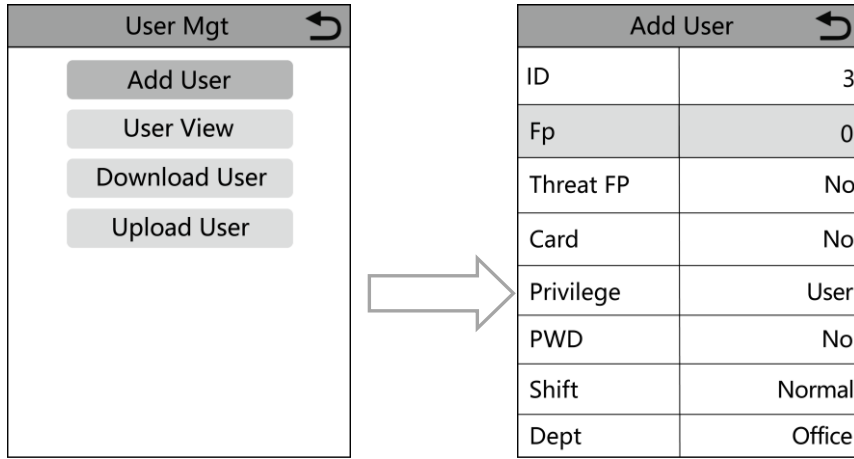 User Mgt
Add User
User View
Download User
Upload User
Add User
ID 3
Fp 0
Threat FP No
Card No
Privilege User
PWD No
Shift Normal
Dept Office